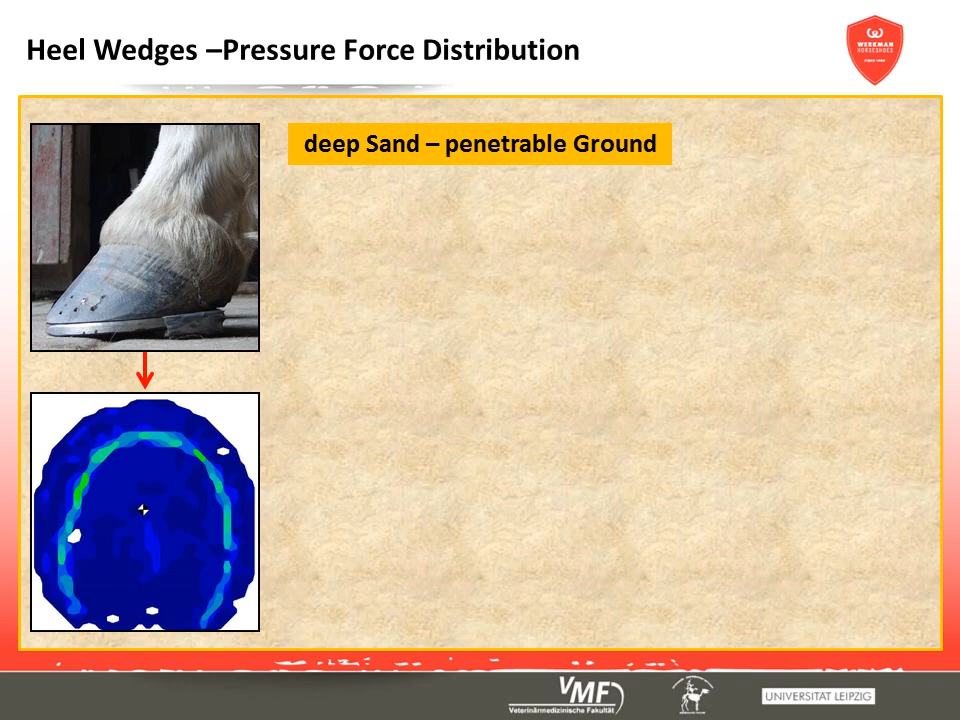 Heel Wedges –Pressure Force Distribution
WERKMAN
HORSESHOES
deep Sand – penetrable Ground
VMF
Veterinärmedizinische Fakultät
UNIVERSITÄT LEIPZIG